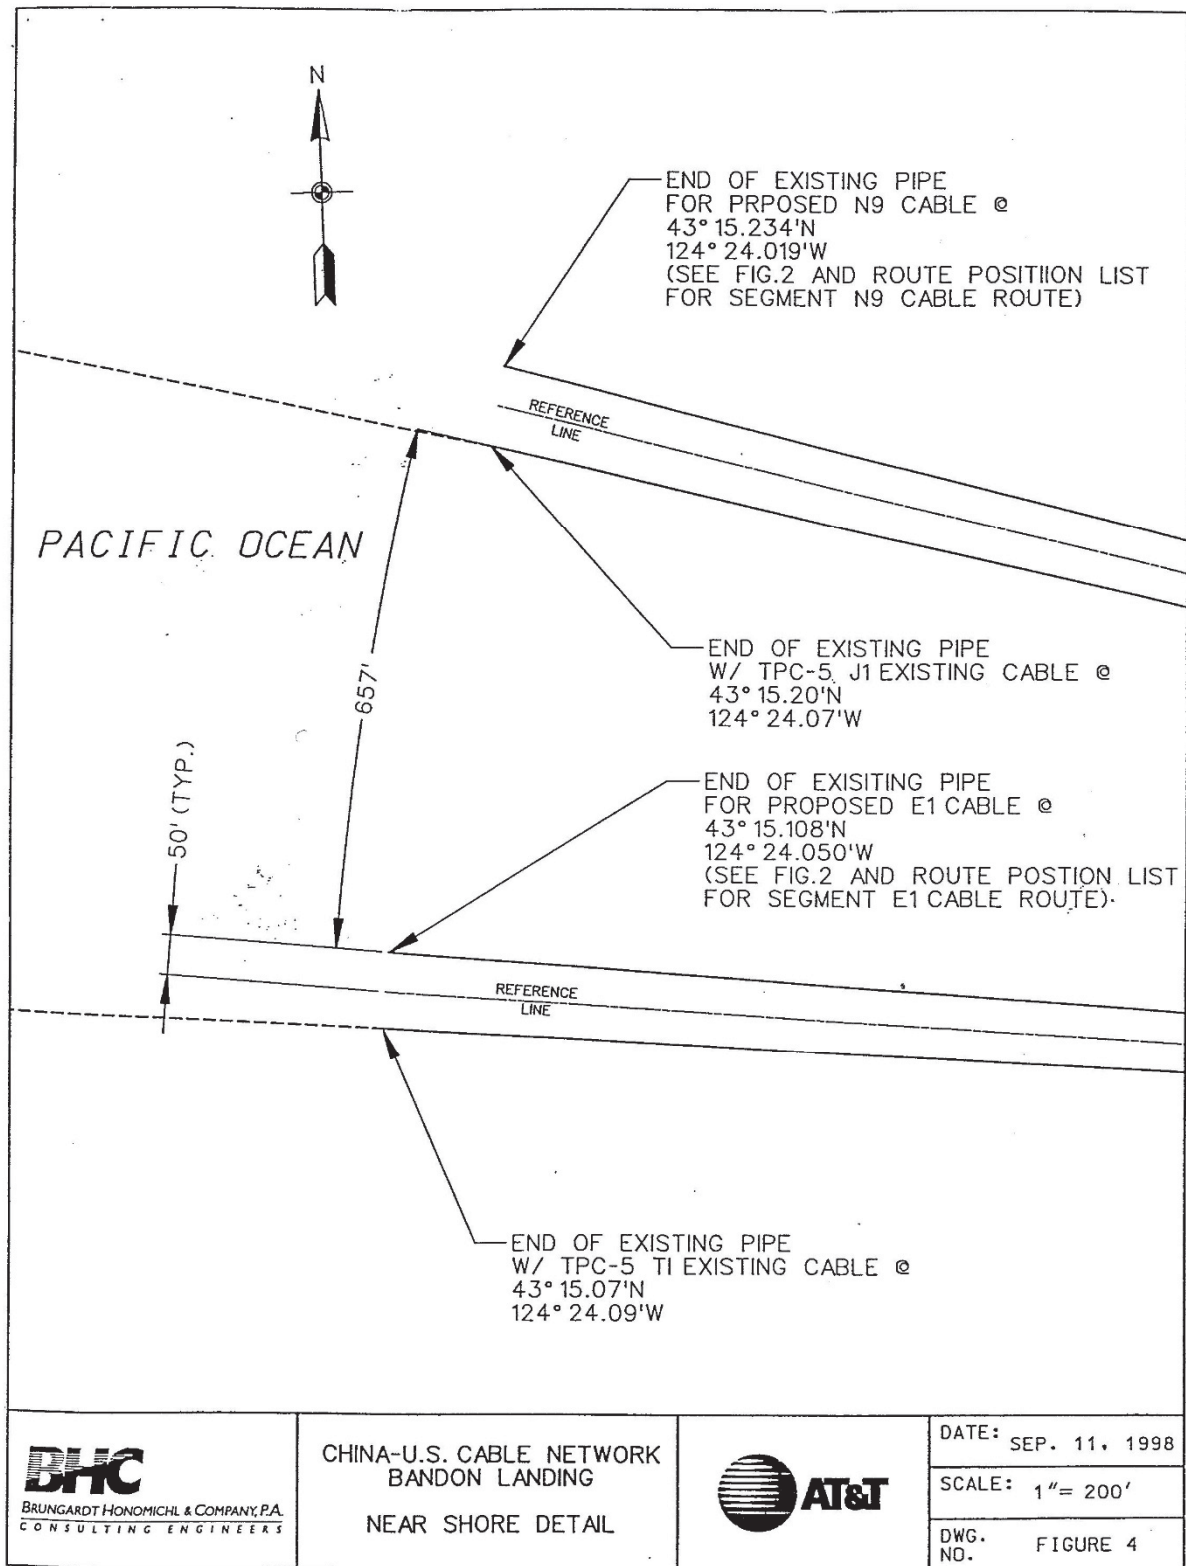 N
END OF EXISTING PIPE
FOR PRPOSED N9 CABLE @
43° 15.234'N
124° 24.019'W
(SEE FIG.2 AND ROUTE POSITIION LIST
FOR SEGMENT N9 CABLE ROUTE)
REFERENCE
LINE
PACIFIC OCEAN
657'
END OF EXISTING PIPE
W/ TPC-5 J1 EXISTING CABLE @
43° 15.20'N
124° 24.07'W
50' (TYP.)
END OF EXISITING PIPE
FOR PROPOSED E1 CABLE @
43° 15.108'N
124° 24.050'W
(SEE FIG.2 AND ROUTE POSTION LIST
FOR SEGMENT E1 CABLE ROUTE)
REFERENCE
LINE
END OF EXISTING PIPE
W/ TPC-5 TI EXISTING CABLE @
43° 15.07'N
124° 24.09'W
BHC
BRUNGARDT HONOMICHL & COMPANY, P.A.
CONSULTING ENGINEERS
CHINA-U.S. CABLE NETWORK
BANDON LANDING
NEAR SHORE DETAIL
AT&T
DATE: SEP. 11, 1998
SCALE: 1"= 200'
DWG.
NO. FIGURE 4